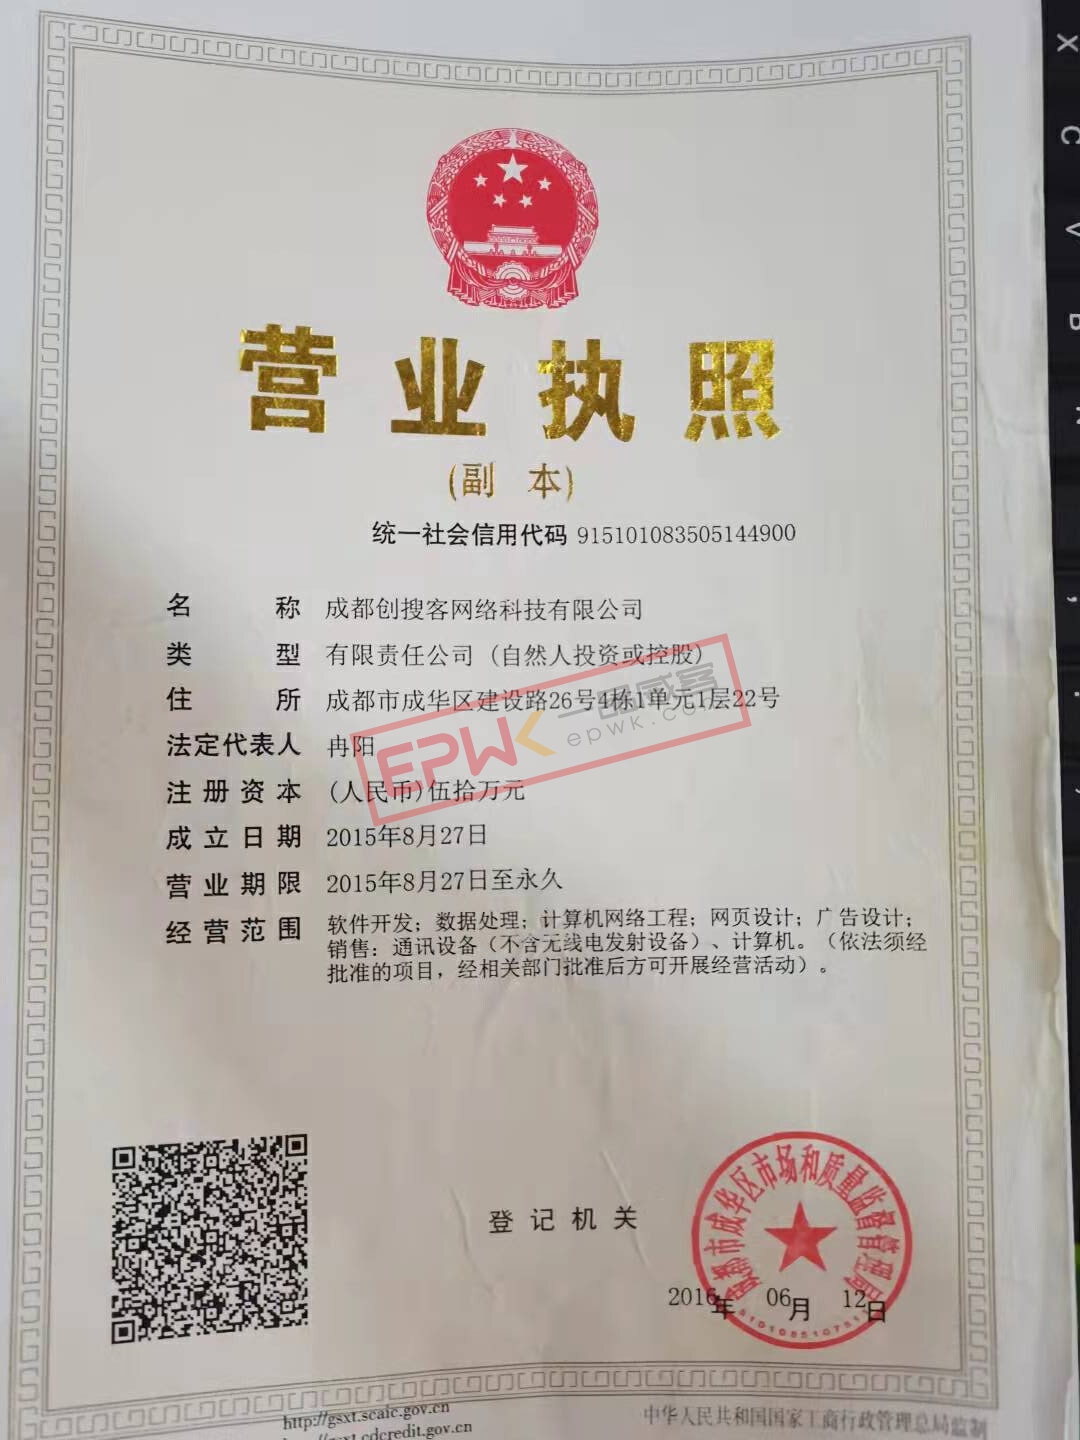 营业执照
(副 本)
统一社会信用代码 915101083505144900
名称 成都创搜客网络科技有限公司
类型 有限责任公司(自然人投资或控股)
住所 成都市成华区建设路26号4栋1单元1层22号
法定代表人 冉阳
注册资本 (人民币)伍拾万元
成立日期 2015年8月27日
营业期限 2015年8月27日至永久
经营范围 软件开发；数据处理；计算机网络工程；网页设计；广告设计；
销售：通讯设备（不含无线电发射设备）、计算机。（依法须经
批准的项目，经相关部门批准后方可开展经营活动）。
EPWK 一品威客
epwk.com
登记机关
成都市成华区市场和质量监督管理局
2016年 06月 12日
http://gsxt.scaic.gov.cn
中华人民共和国国家工商行政管理总局监制
X
C
V
B